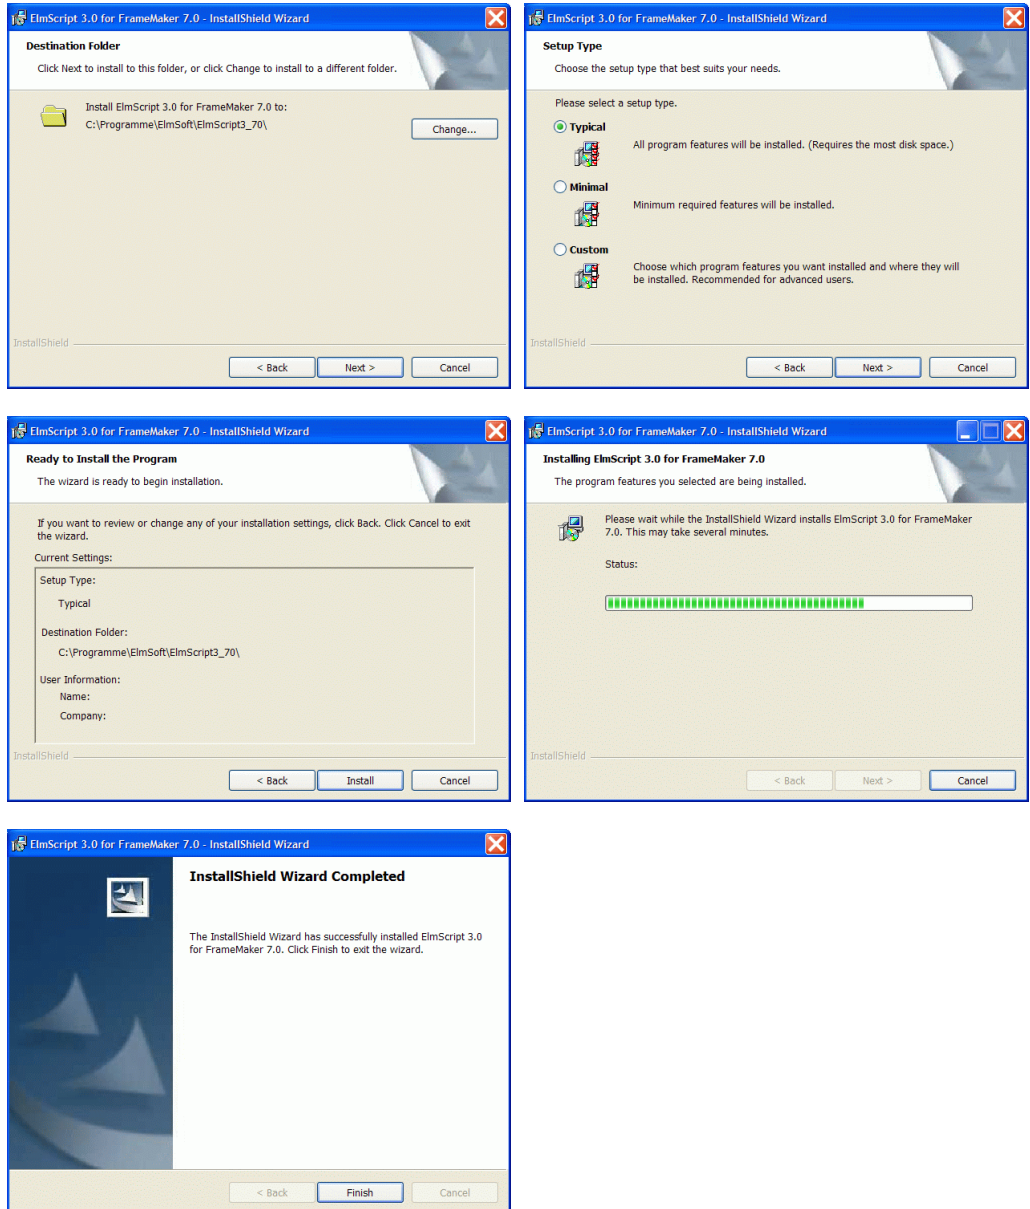 ElmScript 3.0 for FrameMaker 7.0 - InstallShield Wizard
Destination Folder
Click Next to install to this folder, or click Change to install to a different folder.
Install ElmScript 3.0 for FrameMaker 7.0 to:
C:\Programme\ElmSoft\ElmScript3_70\
Change...
InstallShield
< Back
Next >
Cancel
ElmScript 3.0 for FrameMaker 7.0 - InstallShield Wizard
Setup Type
Choose the setup type that best suits your needs.
Please select a setup type.
Typical
All program features will be installed. (Requires the most disk space.)
Minimal
Minimum required features will be installed.
Custom
Choose which program features you want installed and where they will
be installed. Recommended for advanced users.
InstallShield
< Back
Next >
Cancel
ElmScript 3.0 for FrameMaker 7.0 - InstallShield Wizard
Ready to Install the Program
The wizard is ready to begin installation.
If you want to review or change any of your installation settings, click Back. Click Cancel to exit
the wizard.
Current Settings:
Setup Type:
Typical
Destination Folder:
C:\Programme\ElmSoft\ElmScript3_70\
User Information:
Name:
Company:
InstallShield
< Back
Install
Cancel
ElmScript 3.0 for FrameMaker 7.0 - InstallShield Wizard
Installing ElmScript 3.0 for FrameMaker 7.0
The program features you selected are being installed.
Please wait while the InstallShield Wizard installs ElmScript 3.0 for FrameMaker
7.0. This may take several minutes.
Status:
InstallShield
< Back
Next >
Cancel
ElmScript 3.0 for FrameMaker 7.0 - InstallShield Wizard
InstallShield Wizard Completed
The InstallShield Wizard has successfully installed ElmScript 3.0
for FrameMaker 7.0. Click Finish to exit the wizard.
< Back
Finish
Cancel